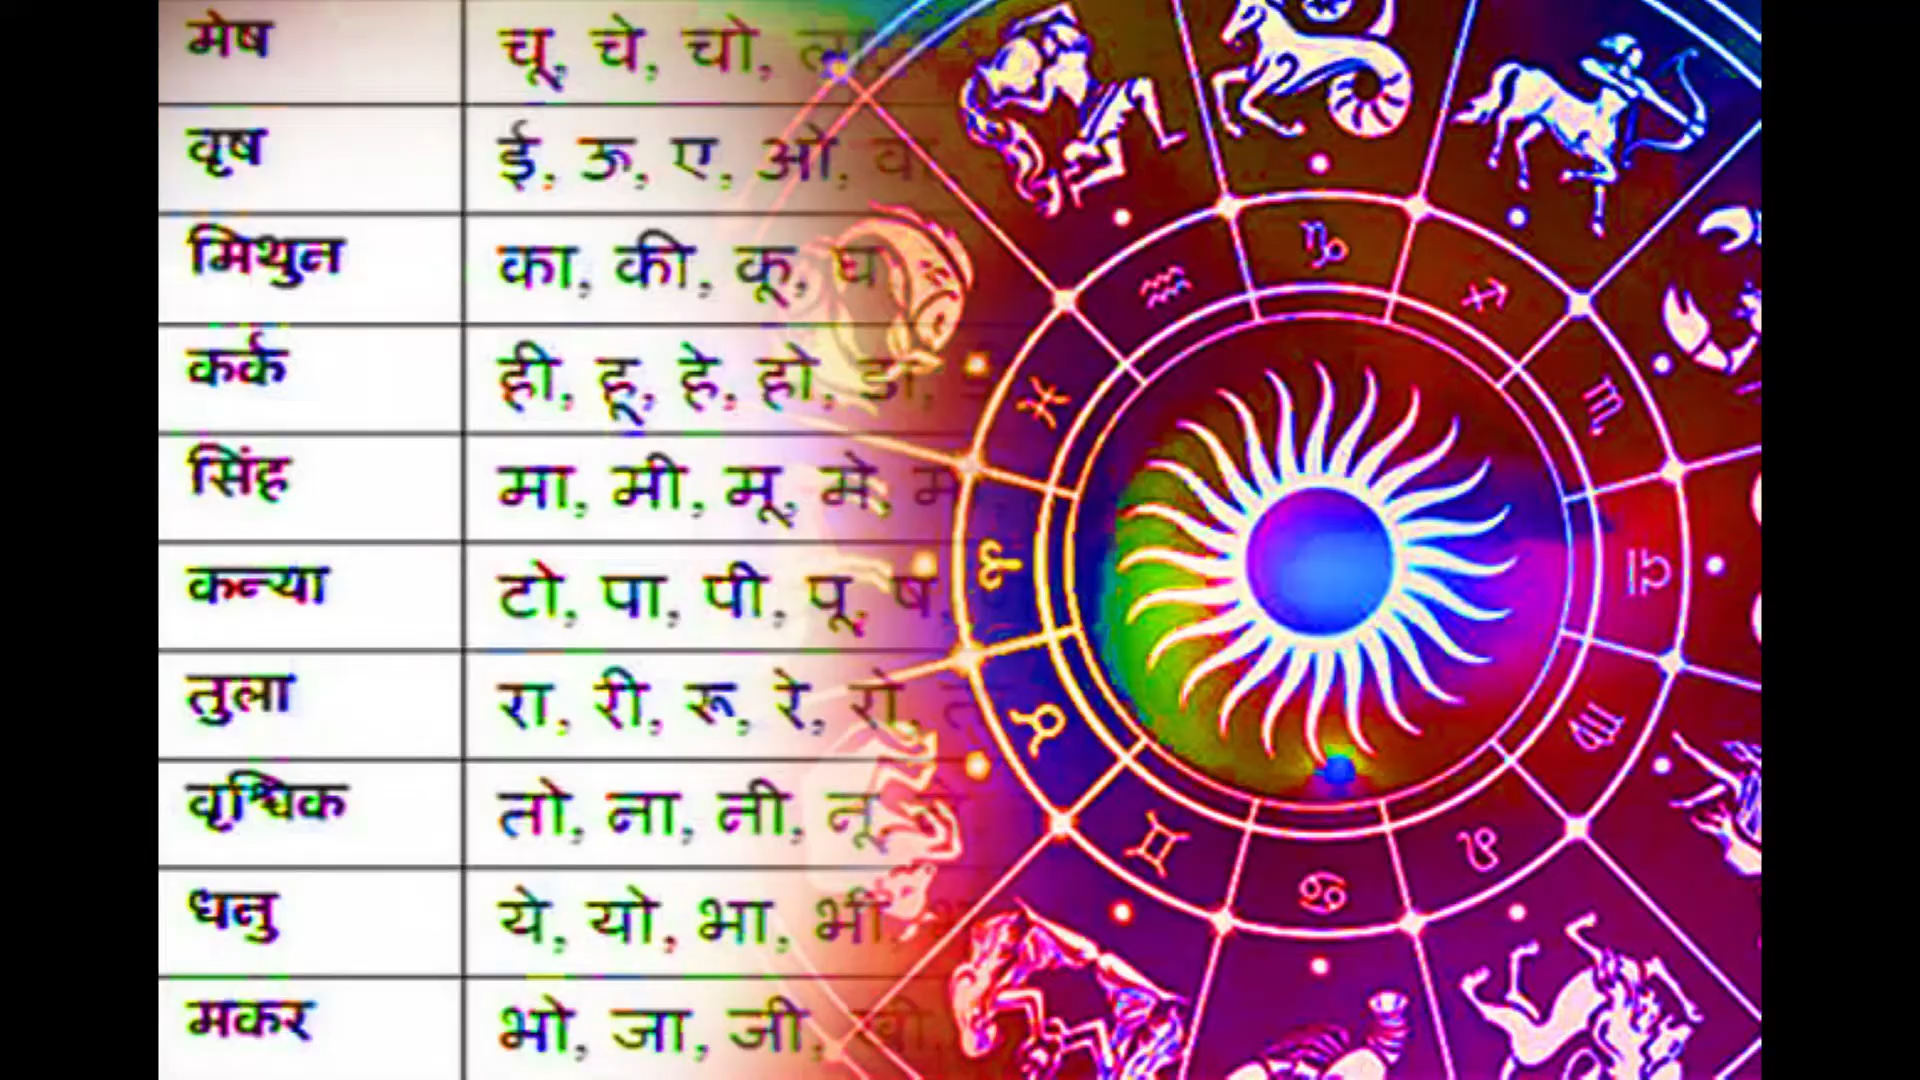 मेष चू, चे, चो,
वृष ई, ऊ, ए, ओ, वा
मिथुन का, की, कू, घ
कर्क ही, हू, हे, हो, डा,
सिंह मा, मी, मू, मे,
कन्या टो, पा, पी, पू, ष,
तुला रा, री, रू, रे, रो,
वृश्चिक तो, ना, नी, नू
धनु ये, यो, भा, भी,
मकर भो, जा, जी,